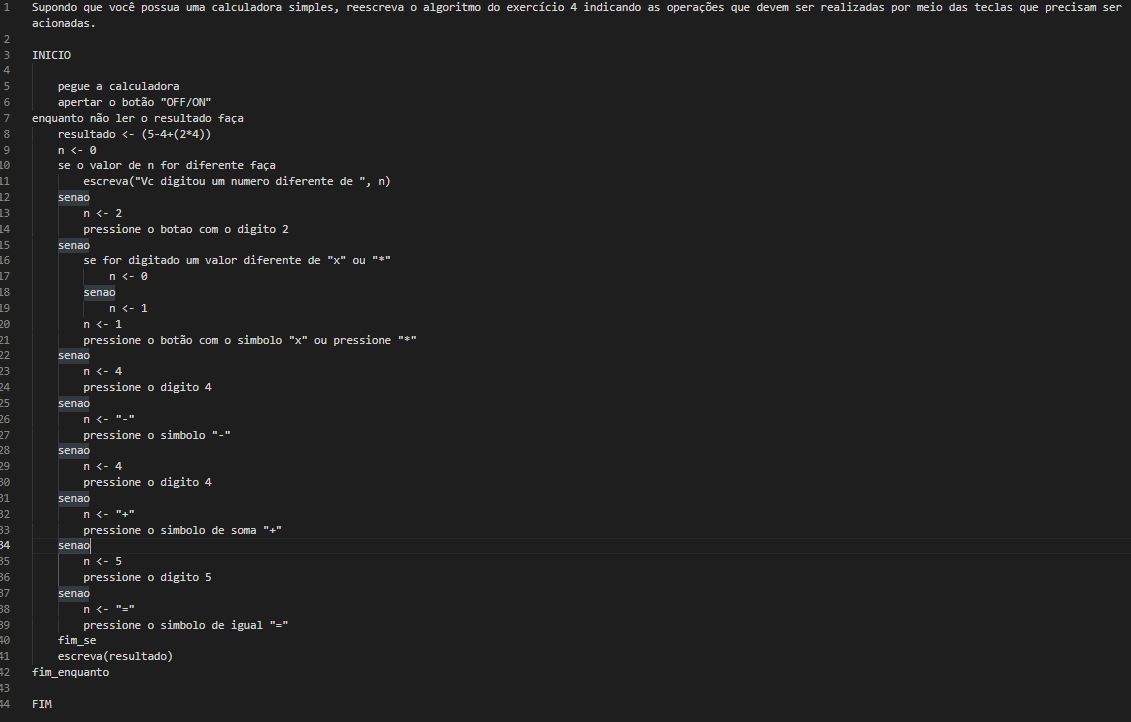 1 Supondo que você possua uma calculadora simples, reescreva o algoritmo do exercício 4 indicando as operações que devem ser realizadas por meio das teclas que precisam ser
acionadas.
2
3 INICIO
4
5 pegue a calculadora
6 apertar o botão "OFF/ON"
7 enquanto não ler o resultado faça
8 resultado <- (5-4+(2*4))
9 n <- 0
10 se o valor de n for diferente faça
11 escreva("Vc digitou um numero diferente de ", n)
12 senao
13 n <- 2
14 pressione o botao com o digito 2
15 senao
16 se for digitado um valor diferente de "x" ou "*"
17 n <- 0
18 senao
19 n <- 1
20 n <- 1
21 pressione o botão com o simbolo "x" ou pressione "*"
22 senao
23 n <- 4
24 pressione o digito 4
25 senao
26 n <- "-"
27 pressione o simbolo "-"
28 senao
29 n <- 4
30 pressione o digito 4
31 senao
32 n <- "+"
33 pressione o simbolo de soma "+"
34 senao
35 n <- 5
36 pressione o digito 5
37 senao
38 n <- "="
39 pressione o simbolo de igual "="
40 fim_se
41 escreva(resultado)
42 fim_enquanto
43
44 FIM